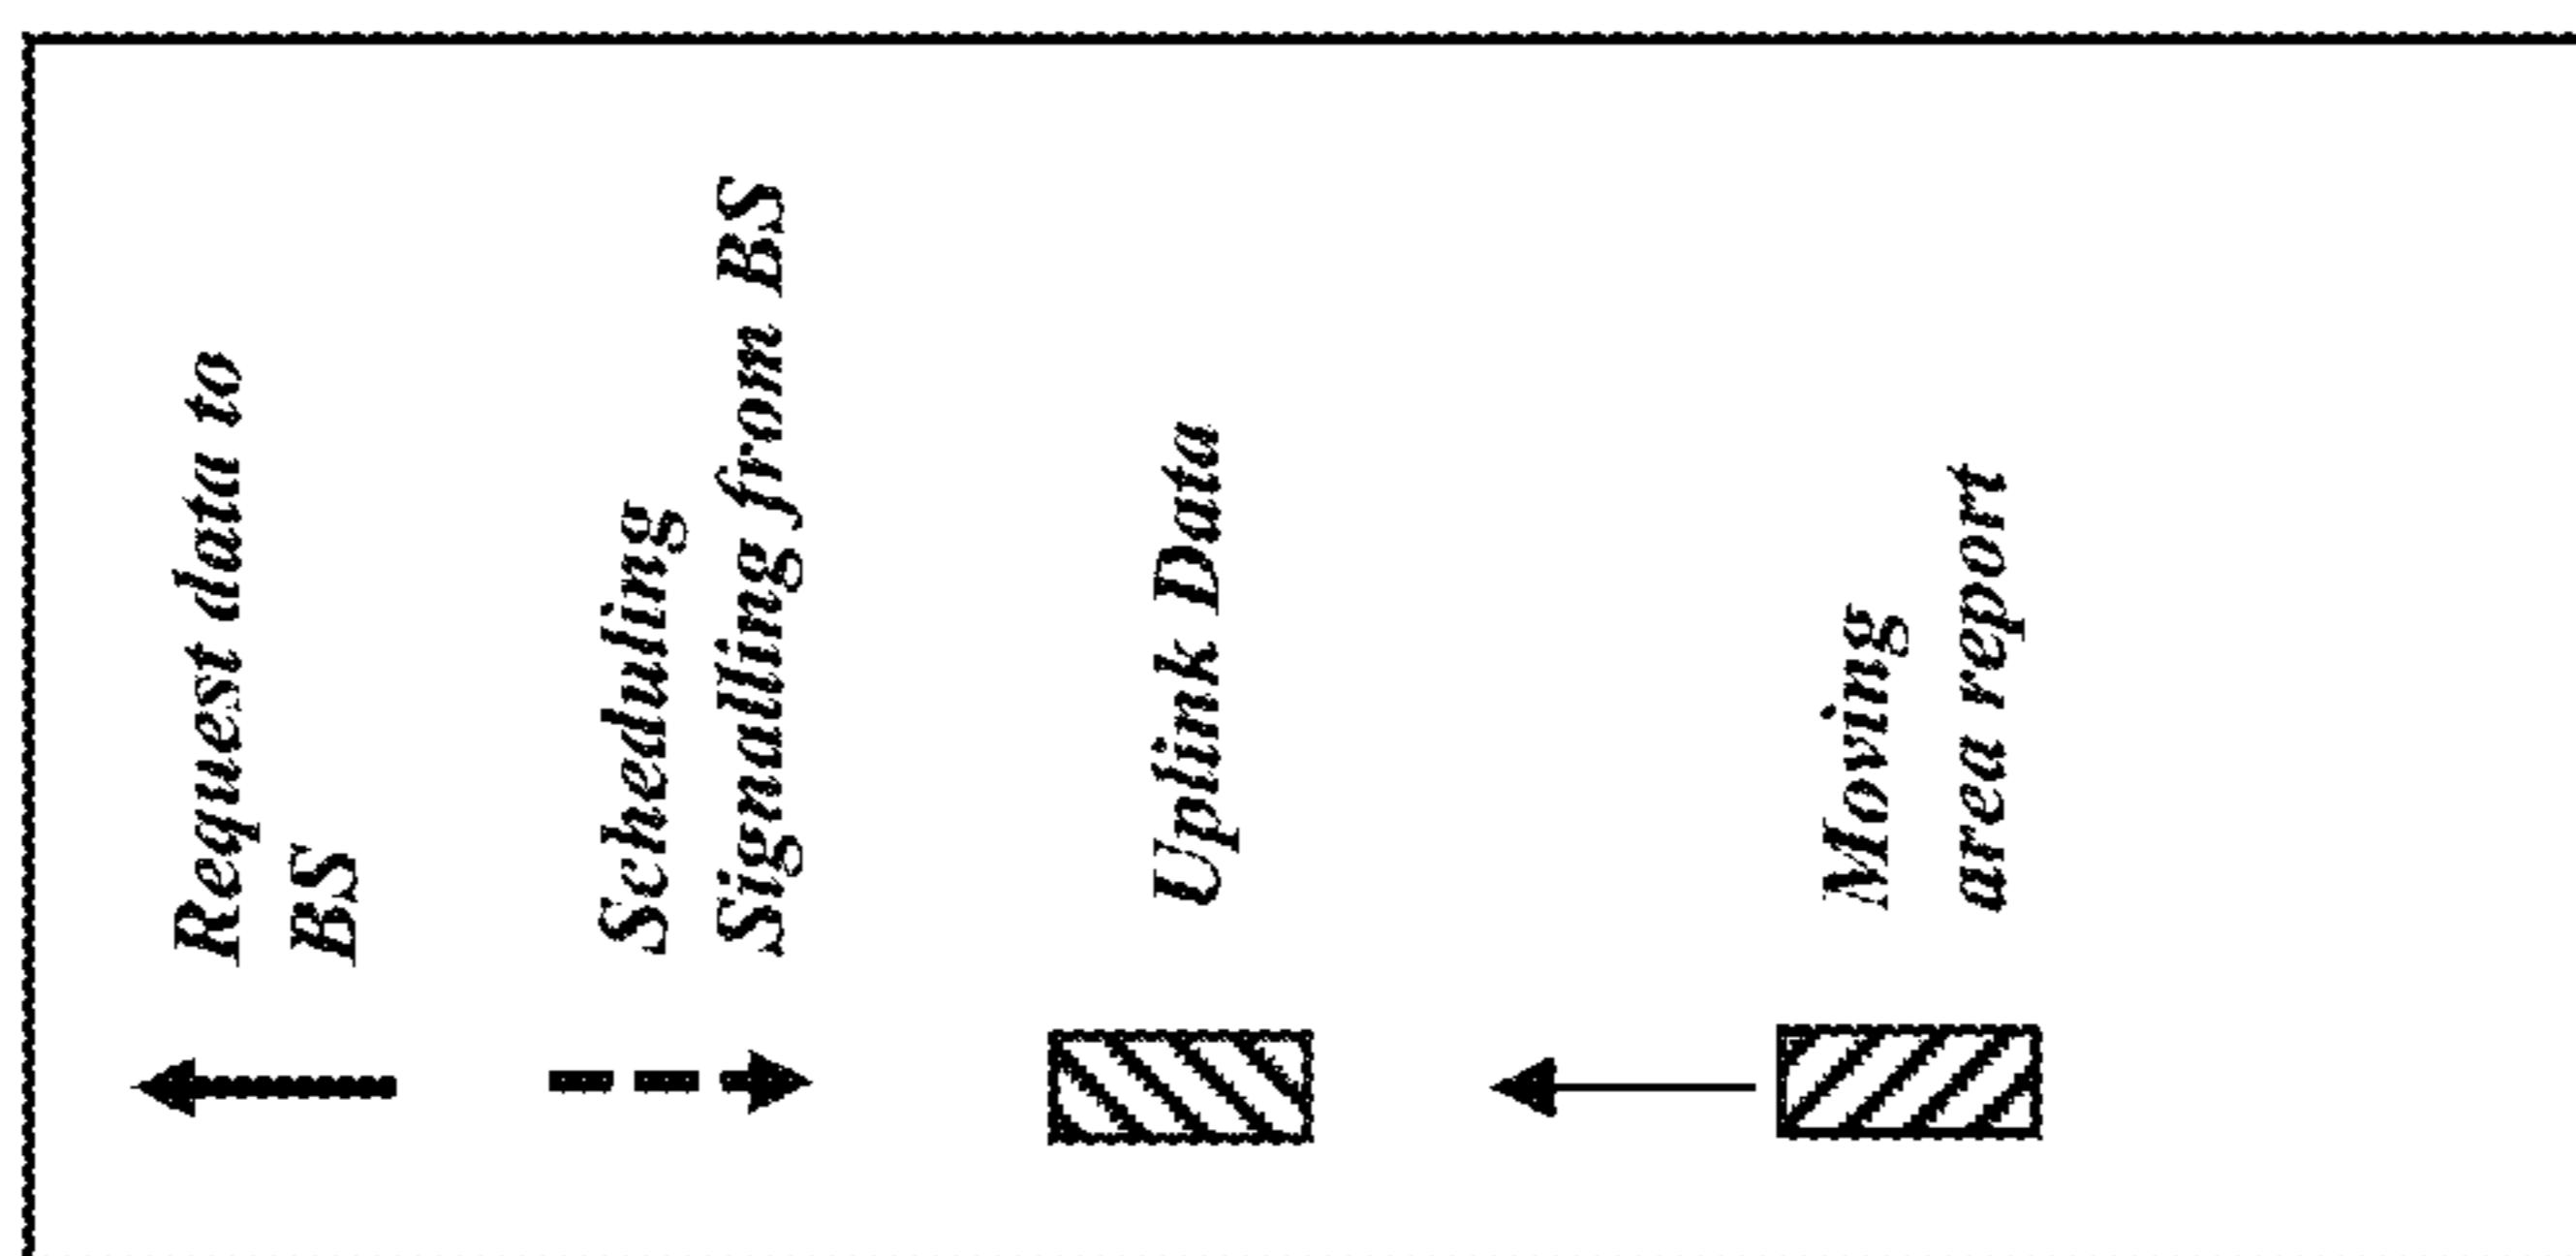 Request data to
BS
Scheduling
Signalling from BS
Uplink Data
Moving
area report